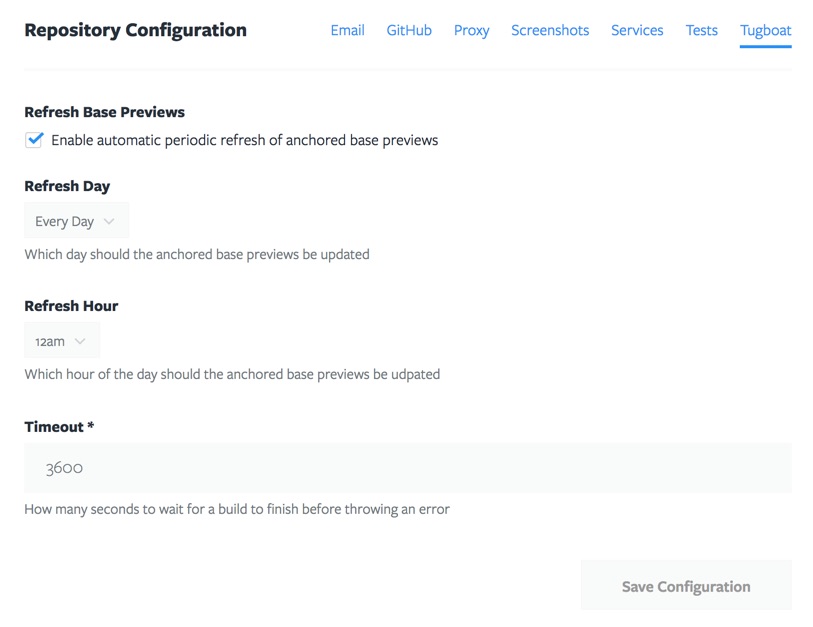 Repository Configuration Email GitHub Proxy Screenshots Services Tests Tugboat
Refresh Base Previews
Enable automatic periodic refresh of anchored base previews
Refresh Day
Every Day
Which day should the anchored base previews be updated
Refresh Hour
12am
Which hour of the day should the anchored base previews be udpated
Timeout *
3600
How many seconds to wait for a build to finish before throwing an error
Save Configuration